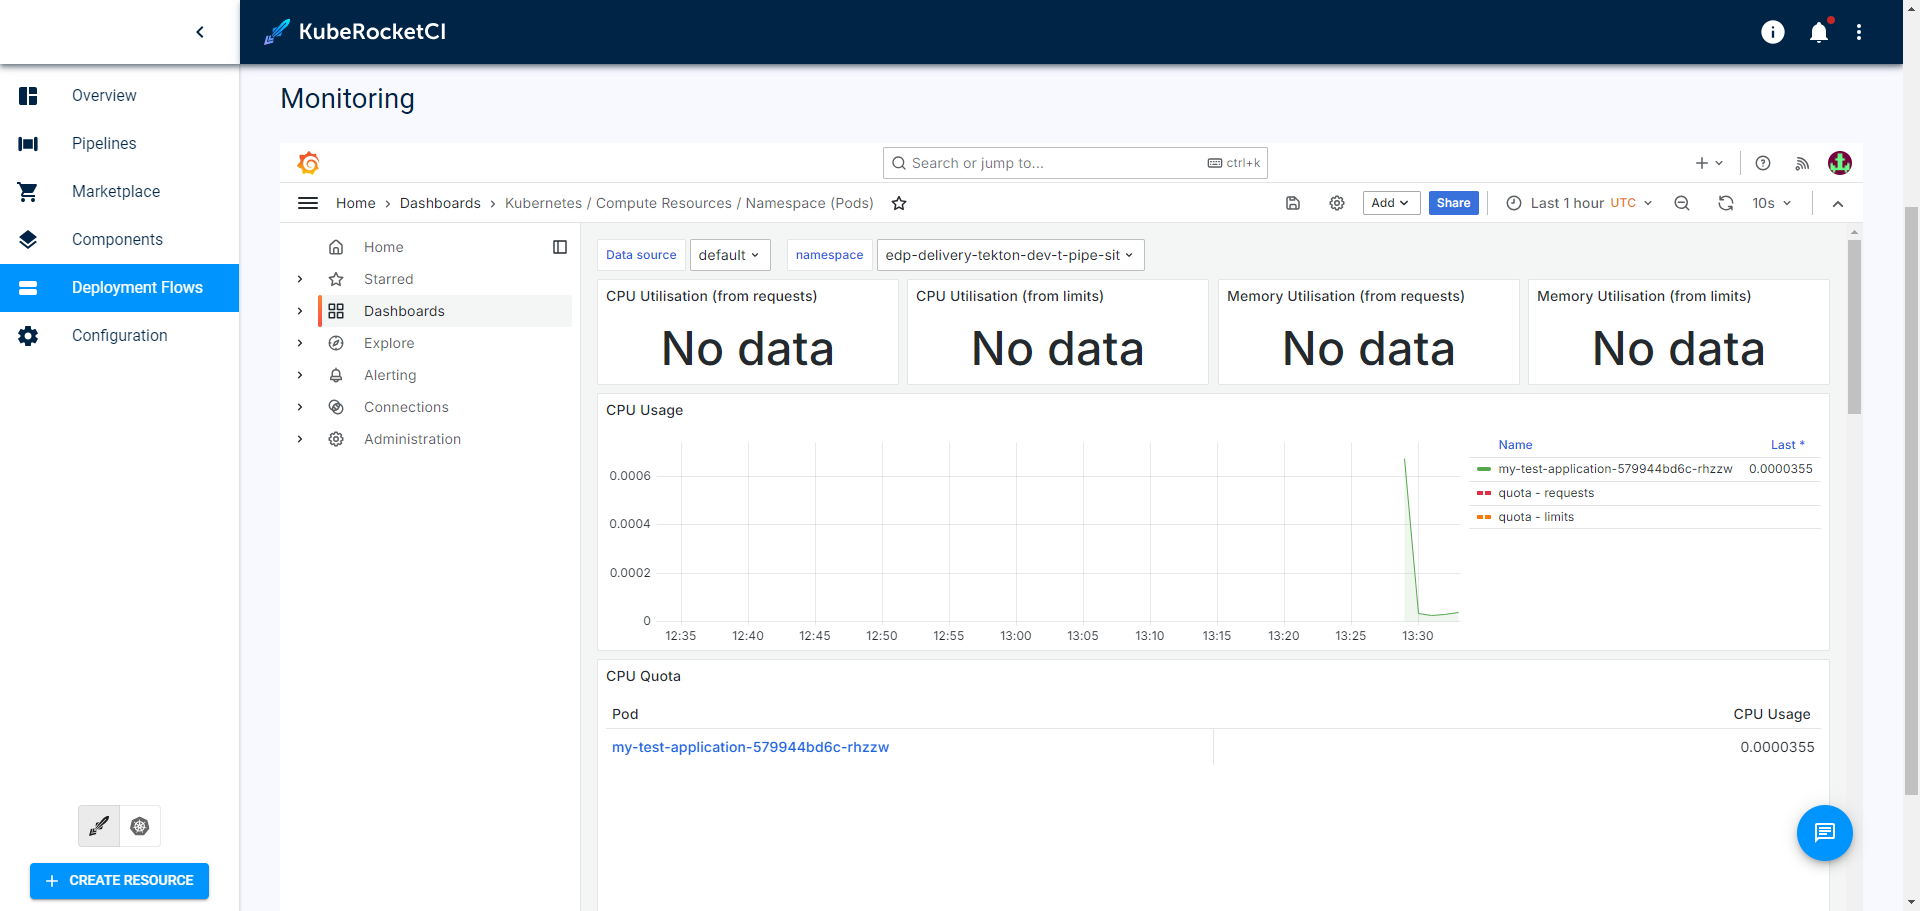 KubeRocketCI
Overview
Pipelines
Marketplace
Components
Deployment Flows
Configuration
CREATE RESOURCE
Monitoring
Search or jump to... ctrl+k
Home › Dashboards › Kubernetes / Compute Resources / Namespace (Pods)
Add
Share
Last 1 hour UTC
10s
Home
Starred
Dashboards
Explore
Alerting
Connections
Administration
Data source default namespace edp-delivery-tekton-dev-t-pipe-sit
CPU Utilisation (from requests)
No data
CPU Utilisation (from limits)
No data
Memory Utilisation (from requests)
No data
Memory Utilisation (from limits)
No data
CPU Usage
0.0006
0.0004
0.0002
0
12:35 12:40 12:45 12:50 12:55 13:00 13:05 13:10 13:15 13:20 13:25 13:30
Name Last *
my-test-application-579944bd6c-rhzzw 0.0000355
quota - requests
quota - limits
CPU Quota
Pod CPU Usage
my-test-application-579944bd6c-rhzzw 0.0000355